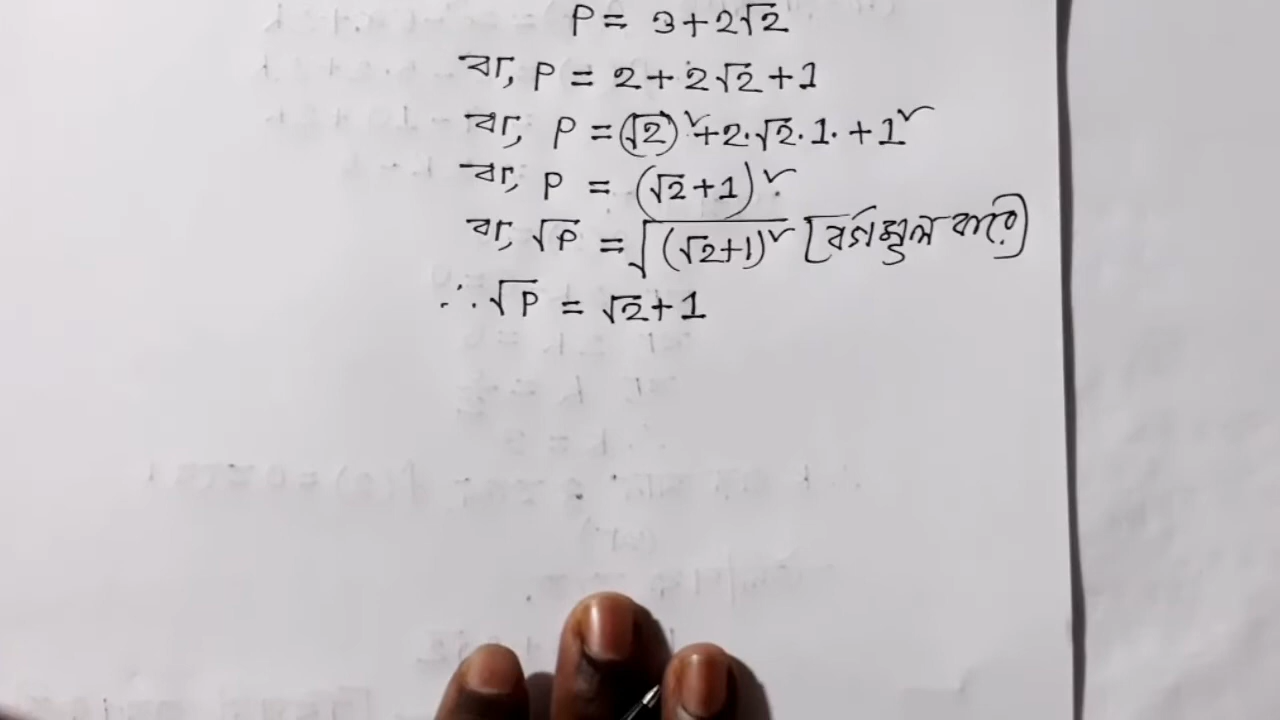 P = 3+2√2
বা, P = 2+2√2+1
বা, P = (√2)² +2.√2.1.+1²
বা, P = (√2+1)²
বা, √P = √(√2+1)² [বর্গমূল করে]
∴ √P = √2+1